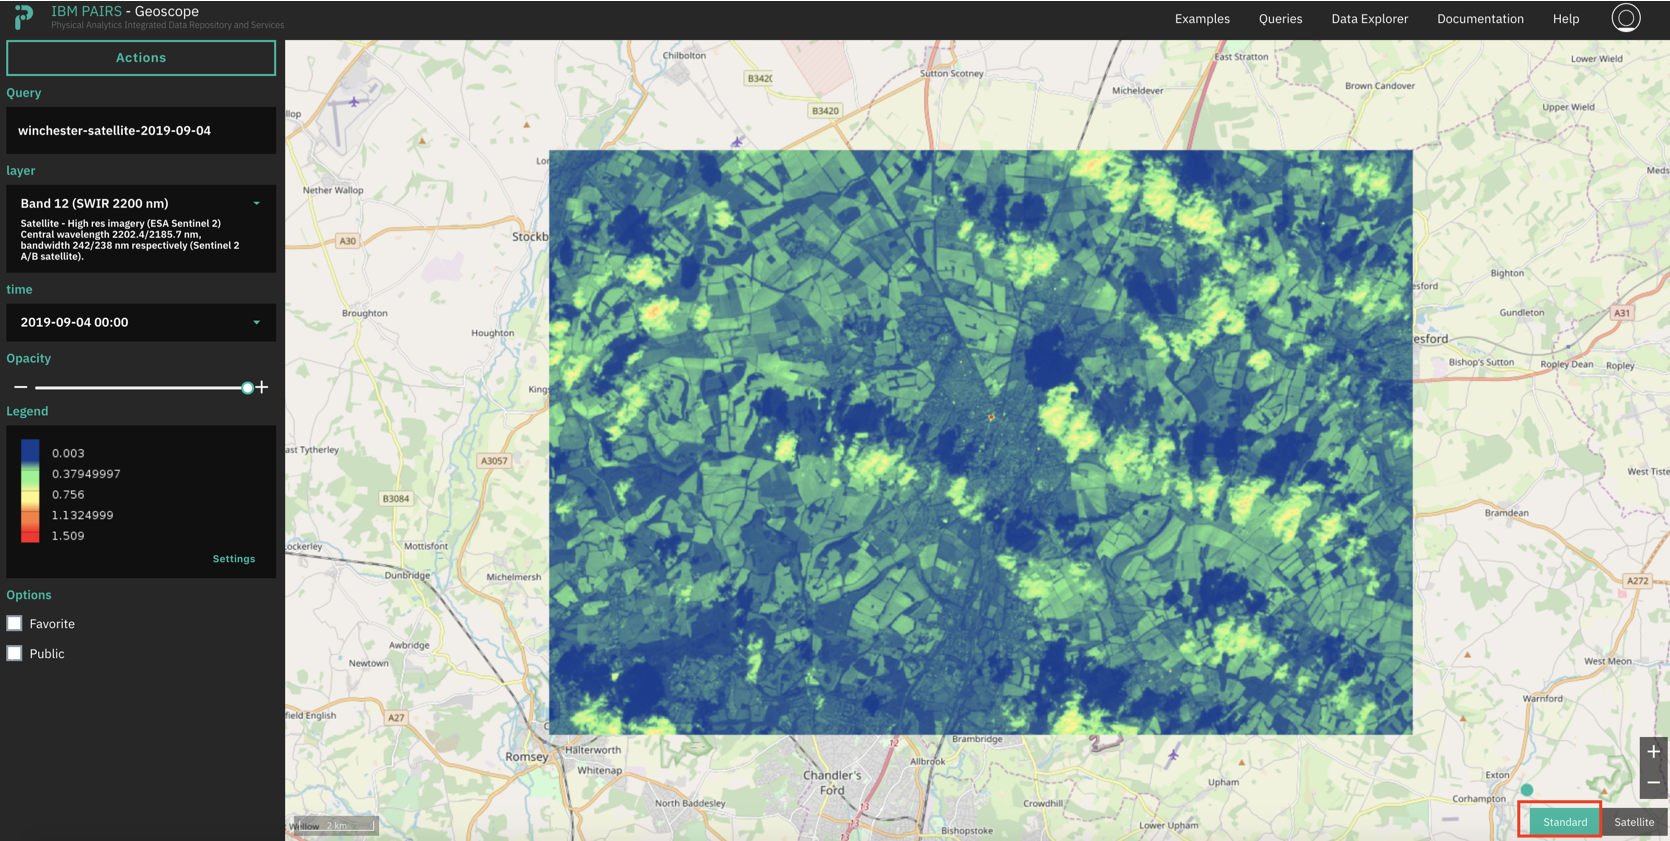 IBM PAIRS - Geoscope
Physical Analytics Integrated Data Repository and Services
Examples
Queries
Data Explorer
Documentation
Help
Actions
Query
winchester-satellite-2019-09-04
layer
Band 12 (SWIR 2200 nm)
Satellite - High res imagery (ESA Sentinel 2)
Central wavelength 2202.4/2185.7 nm,
bandwidth 242/238 nm respectively (Sentinel 2
A/B satellite).
time
2019-09-04 00:00
Opacity
Legend
0.003
0.37949997
0.756
1.1324999
1.509
Settings
Options
Favorite
Public
Chilbolton
B3420
Sutton Scotney
East Stratton
Lower Wield
Micheldever
Brown Candover
B3420
Upper Wield
llop
Lon
Meds
Nether Wallop
A30
Stockb
Bighton
esford
Broughton
Gundleton
A31
Houghton
esford
Bishop's Sutton
Ropley Dean
Ropley
Kings
ast Tytherley
A3057
West Tiste
B3084
Bramdean
ockerley
Mottisfont
Dunbridge
Michelmersh
A272
Awbridge
Newtown
West Meon
Warnford
field English
A27
Romsey
Halterworth
Whitenap
12
Brambridge
Allbrook
Chandler's
Ford
Exton
Upham
Corhampton
North Baddesley
13
Crowdhill
Willow
2 km
13
Bishopstoke
Lower Upham
Standard
Satellite